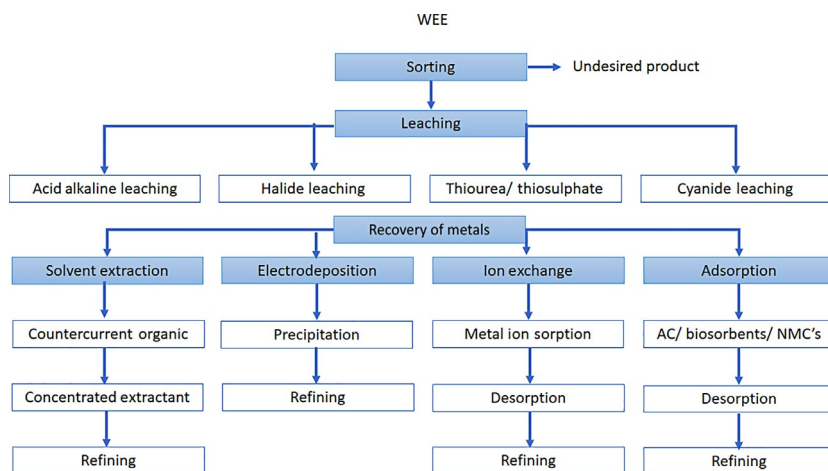 WEE
Sorting
Undesired product
Leaching
Acid alkaline leaching
Halide leaching
Thiourea/ thiosulphate
Cyanide leaching
Recovery of metals
Solvent extraction
Electrodeposition
Ion exchange
Adsorption
Countercurrent organic
Precipitation
Metal ion sorption
AC/ biosorbents/ NMC's
Concentrated extractant
Refining
Desorption
Desorption
Refining
Refining
Refining